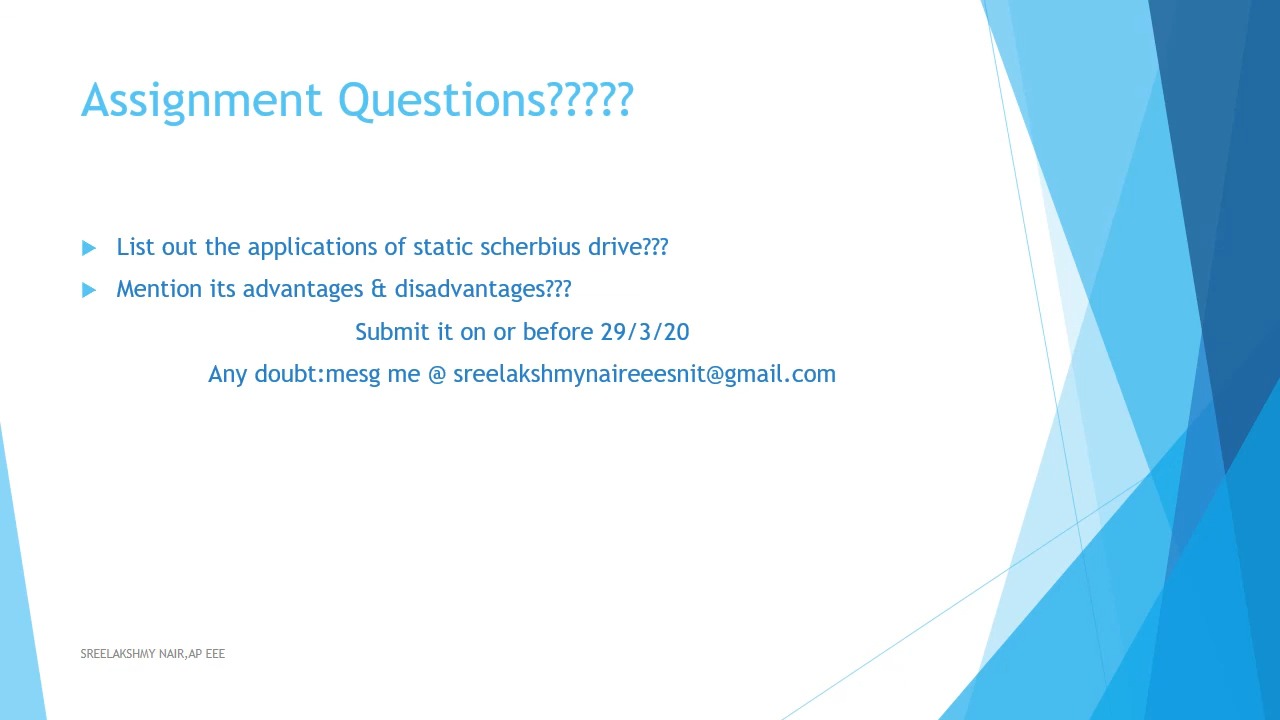 Assignment Questions?????
List out the applications of static scherbius drive???
Mention its advantages & disadvantages???
Submit it on or before 29/3/20
Any doubt:mesg me @ sreelakshmynaireeesnit@gmail.com
SREELAKSHMY NAIR,AP EEE